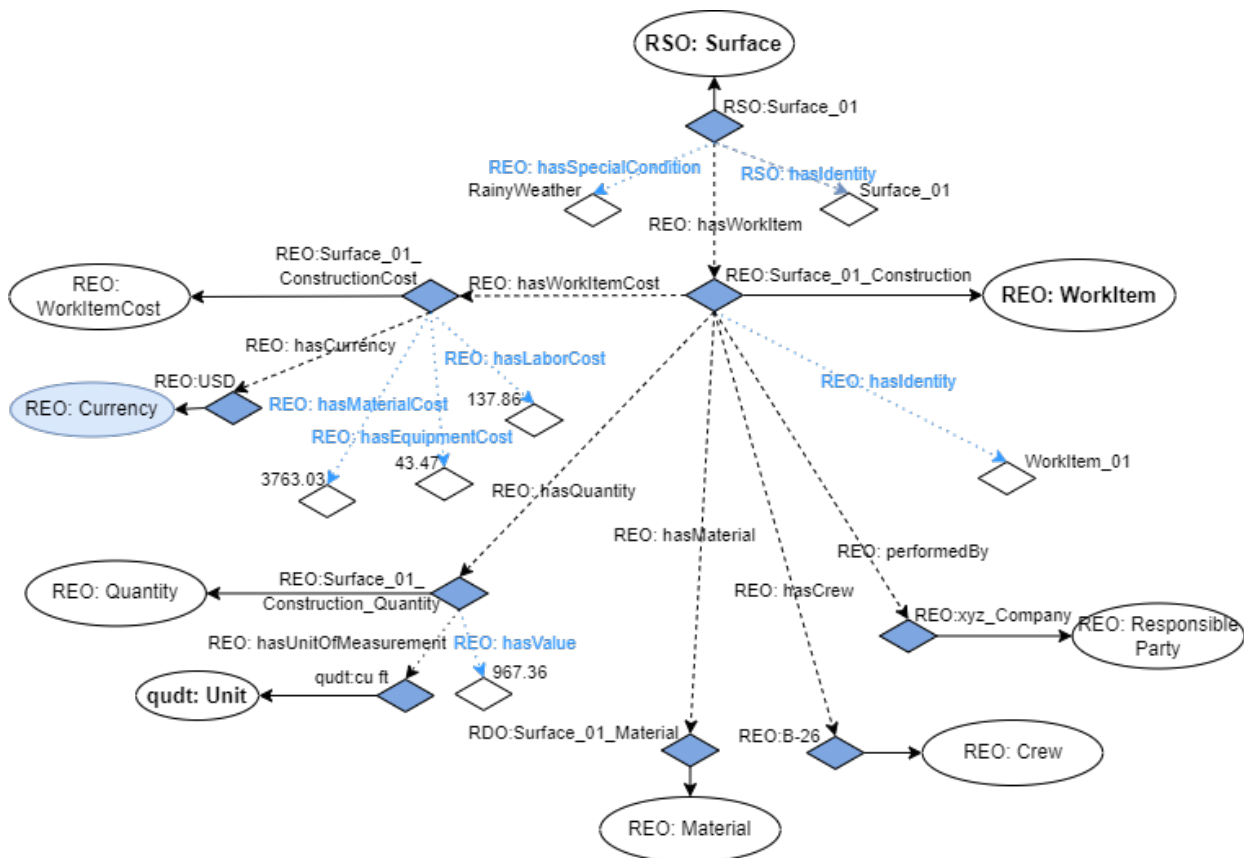 RSO: Surface
RSO:Surface_01
REO: hasSpecialCondition
RSO: hasIdentity
RainyWeather
Surface_01
REO: hasWorkItem
REO:Surface_01_
ConstructionCost
REO: hasWorkItemCost
REO:Surface_01_Construction
REO:
WorkItemCost
REO: WorkItem
REO: hasCurrency
REO: hasLaborCost
REO:USD
REO: hasIdentity
REO: Currency
REO: hasMaterialCost
137.86
REO: hasEquipmentCost
43.47
WorkItem_01
3763.03
REO: hasQuantity
REO: hasMaterial
REO: performedBy
REO: Quantity
REO:Surface_01_
Construction_Quantity
REO: hasCrew
REO:xyz_Company
REO: Responsible
Party
REO: hasUnitOfMeasurement
REO: hasValue
qudt:cu ft
967.36
qudt: Unit
RDO:Surface_01_Material
REO:B-26
REO: Crew
REO: Material